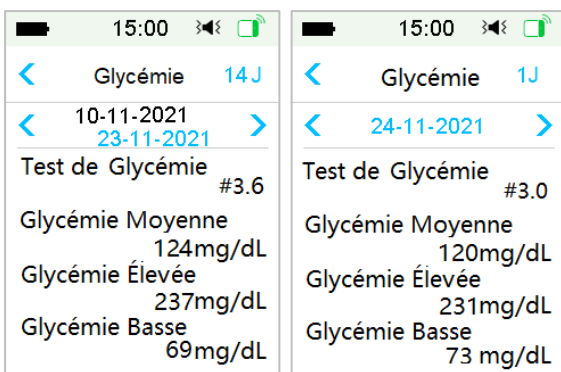 15:00
Glycémie 14J
10-11-2021
23-11-2021
Test de Glycémie
#3.6
Glycémie Moyenne
124mg/dL
Glycémie Élevée
237mg/dL
Glycémie Basse
69mg/dL
15:00
Glycémie 1J
24-11-2021
Test de Glycémie
#3.0
Glycémie Moyenne
120mg/dL
Glycémie Élevée
231mg/dL
Glycémie Basse
73 mg/dL